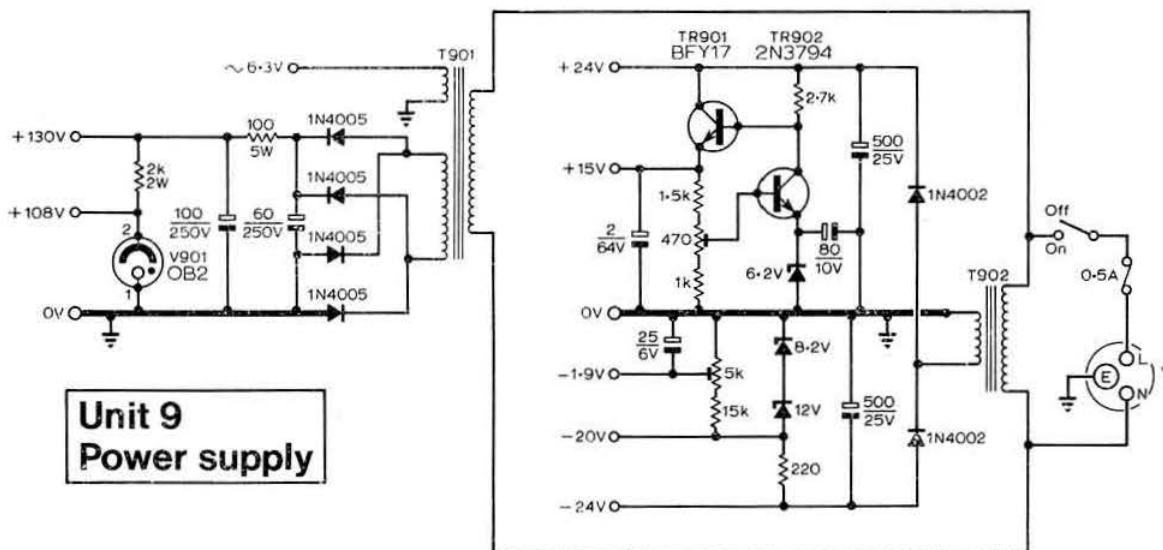 TR901 TR902
BFY17 2N3794
T901
+24V
∼6·3V
2·7k
1N4005
+130V
100
5W
500
25V
2k
2W
1N4005
+15V
1·5k
1N4002
Off
On
+108V
100
250V
60
250V
2
64V
470
80
10V
0·5A
2
V901
OB2
1N4005
6·2V
T902
1k
1
1N4005
0V
0V
25
6V
8·2V
L
E
N
-1·9V
5k
500
25V
15k
12V
1N4002
Unit 9
Power supply
-20V
220
-24V